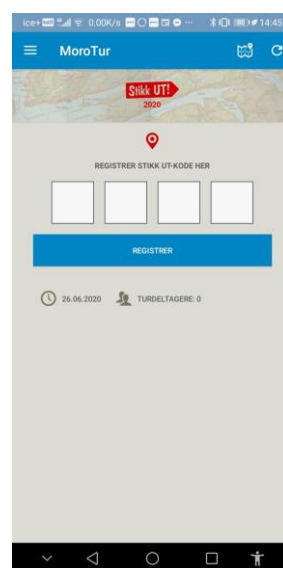 ice+ 0.00K/s 14:45
MoroTur
Stikk UT!
2020
REGISTRER STIKK UT-KODE HER
REGISTRER
26.06.2020 TURDELTAGERE: 0